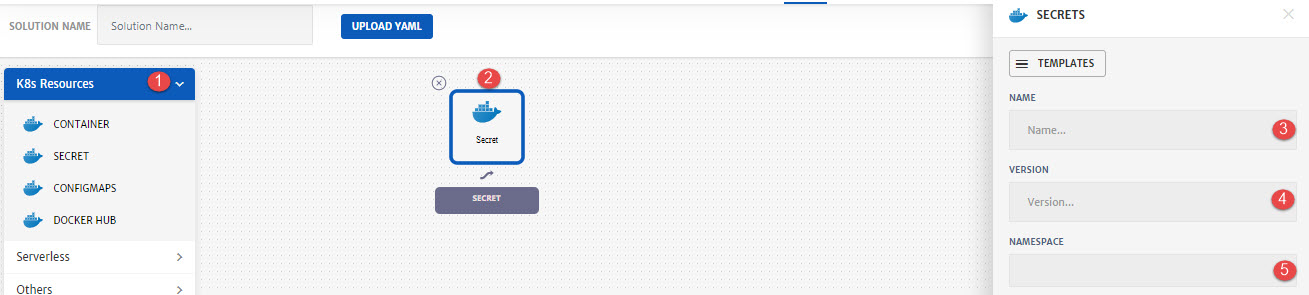 SOLUTION NAME
Solution Name...
UPLOAD YAML
K8s Resources
1
CONTAINER
SECRET
CONFIGMAPS
DOCKER HUB
Serverless
Others
2
Secret
SECRET
SECRETS
TEMPLATES
NAME
Name...
3
VERSION
Version...
4
NAMESPACE
5